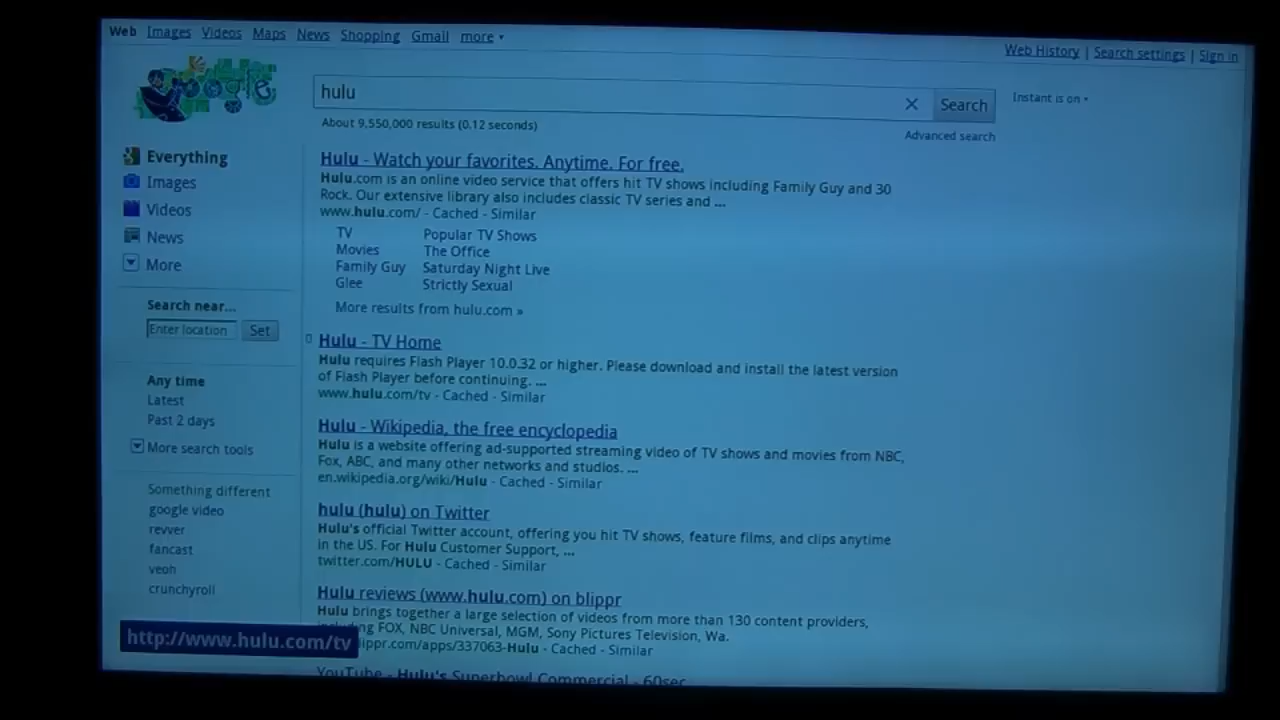 Web Images Videos Maps News Shopping Gmail more
Web History | Search settings | Sign in
Google
hulu
Search
Instant is on
About 9,550,000 results (0.12 seconds)
Advanced search
Everything
Images
Videos
News
More
Search near...
Enter location Set
Any time
Latest
Past 2 days
More search tools
Something different
google video
revver
fancast
veoh
crunchyroll
Hulu - Watch your favorites. Anytime. For free.
Hulu.com is an online video service that offers hit TV shows including Family Guy and 30
Rock. Our extensive library also includes classic TV series and ...
www.hulu.com/ - Cached - Similar
TV Popular TV Shows
Movies The Office
Family Guy Saturday Night Live
Glee Strictly Sexual
More results from hulu.com »
Hulu - TV Home
Hulu requires Flash Player 10.0.32 or higher. Please download and install the latest version
of Flash Player before continuing. ...
www.hulu.com/tv - Cached - Similar
Hulu - Wikipedia, the free encyclopedia
Hulu is a website offering ad-supported streaming video of TV shows and movies from NBC,
Fox, ABC, and many other networks and studios. ...
en.wikipedia.org/wiki/Hulu - Cached - Similar
hulu (hulu) on Twitter
Hulu's official Twitter account, offering you hit TV shows, feature films, and clips anytime
in the US. For Hulu Customer Support, ...
twitter.com/HULU - Cached - Similar
Hulu reviews (www.hulu.com) on blippr
Hulu brings together a large selection of videos from more than 130 content providers,
FOX, NBC Universal, MGM, Sony Pictures Television, Wa.
lippr.com/apps/337063-Hulu - Cached - Similar
YouTube - Hulu's Superbowl Commercial - 60sec
http://www.hulu.com/tv